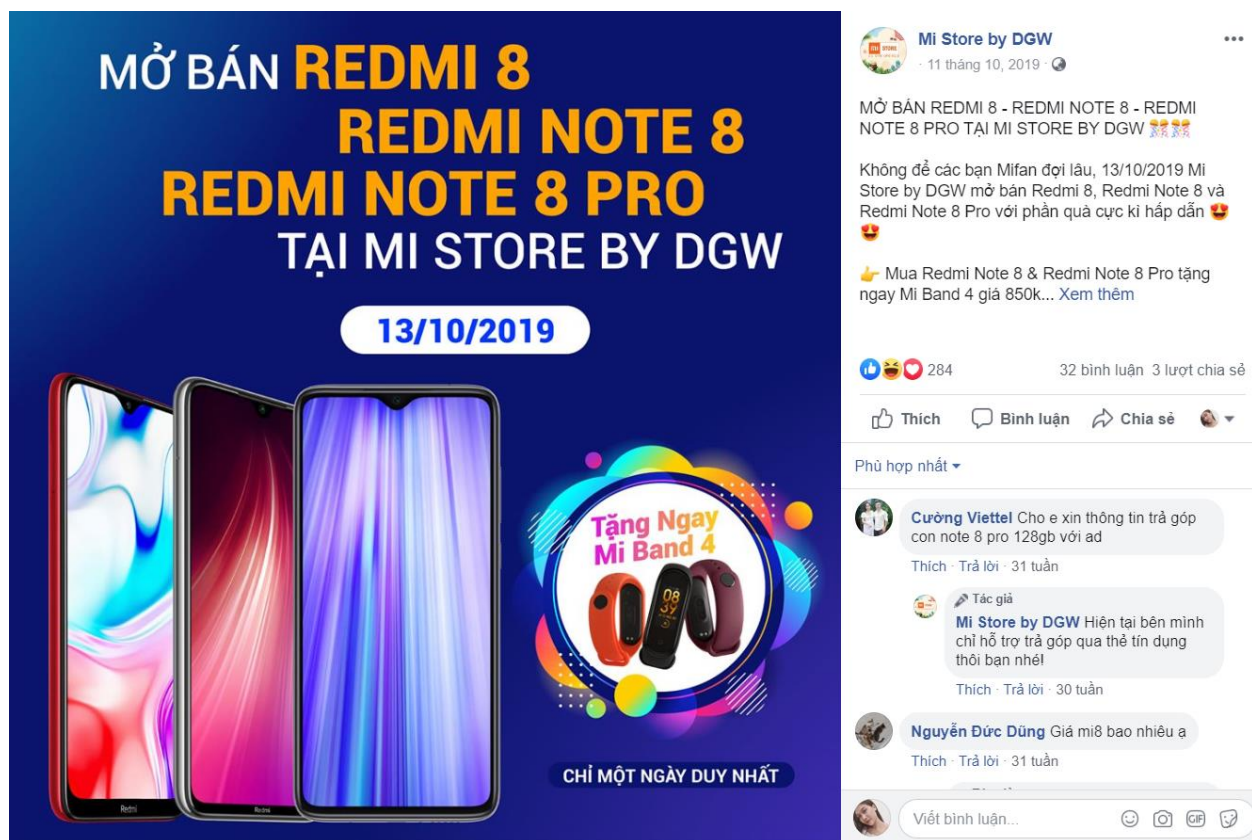 MỞ BÁN REDMI 8
REDMI NOTE 8
REDMI NOTE 8 PRO
TẠI MI STORE BY DGW
13/10/2019
Tặng Ngay
Mi Band 4
08
39
Redmi
Redmi
CHỈ MỘT NGÀY DUY NHẤT
Mi Store by DGW
· 11 tháng 10, 2019 ·
MỞ BÁN REDMI 8 - REDMI NOTE 8 - REDMI
NOTE 8 PRO TẠI MI STORE BY DGW
Không để các bạn Mifan đợi lâu, 13/10/2019 Mi
Store by DGW mở bán Redmi 8, Redmi Note 8 và
Redmi Note 8 Pro với phần quà cực kì hấp dẫn
Mua Redmi Note 8 & Redmi Note 8 Pro tặng
ngay Mi Band 4 giá 850k... Xem thêm
284 32 bình luận 3 lượt chia sẻ
Thích Bình luận Chia sẻ
Phù hợp nhất
Cường Viettel Cho e xin thông tin trả góp
con note 8 pro 128gb với ad
Thích · Trả lời · 31 tuần
Tác giả
Mi Store by DGW Hiện tại bên mình
chỉ hỗ trợ trả góp qua thẻ tín dụng
thôi bạn nhé!
Thích · Trả lời · 30 tuần
Nguyễn Đức Dũng Giá mi8 bao nhiêu ạ
Thích · Trả lời · 31 tuần
Viết bình luận...
GIF